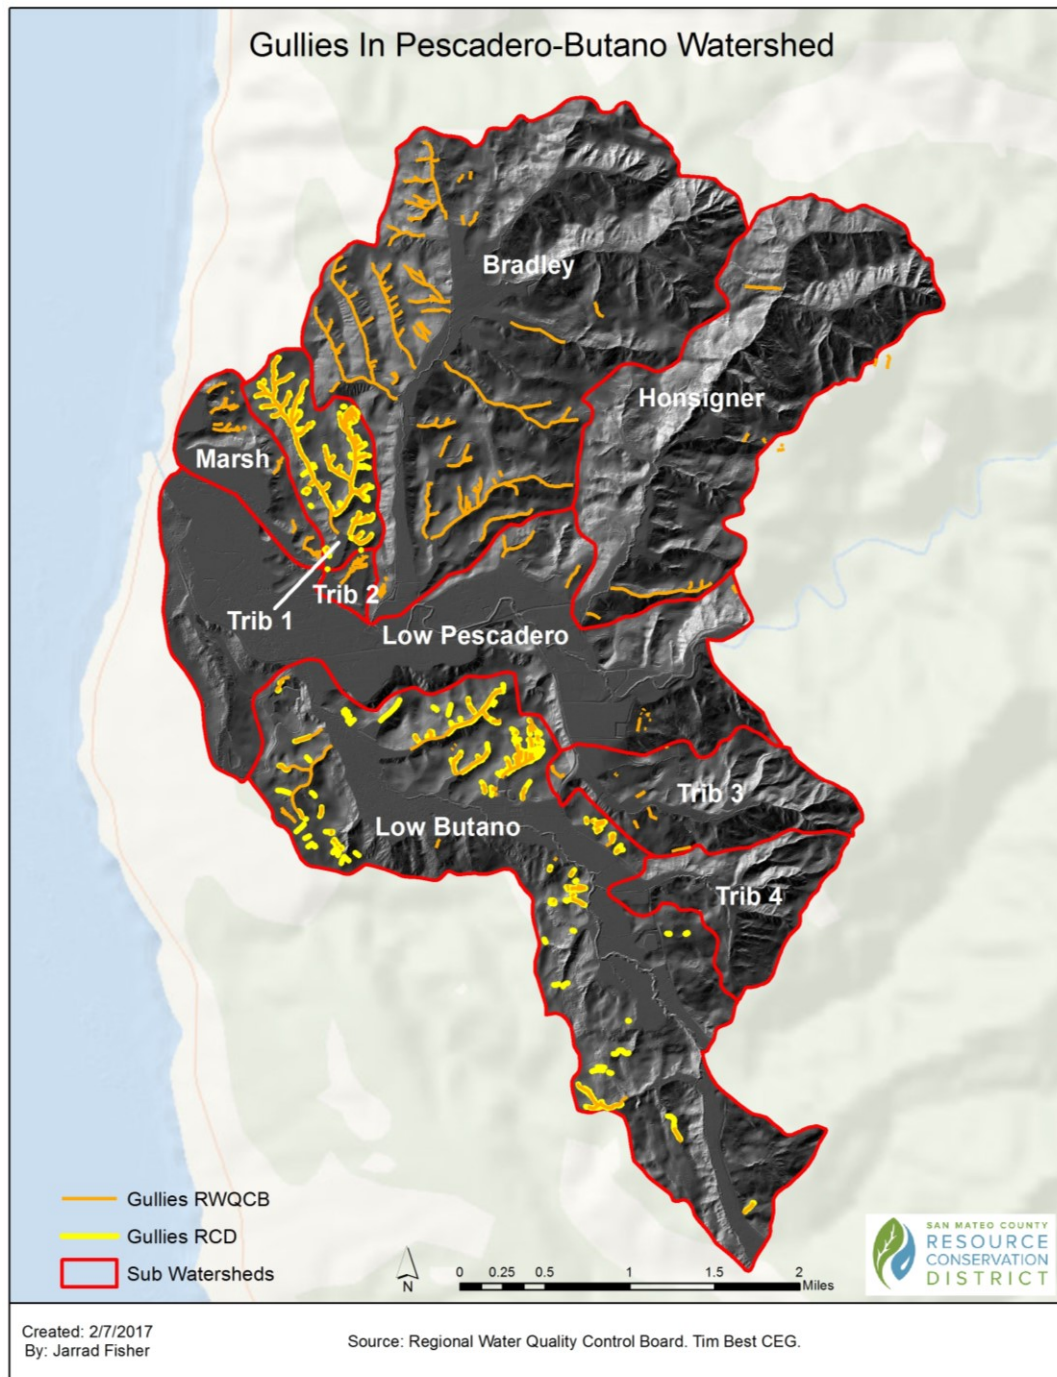 Gullies In Pescadero-Butano Watershed
Bradley
Honsigner
Marsh
Trib 2
Trib 1
Low Pescadero
Trib 3
Low Butano
Trib 4
Gullies RWQCB
Gullies RCD
Sub Watersheds
N
0 0.25 0.5 1 1.5 2
Miles
SAN MATEO COUNTY
RESOURCE
CONSERVATION
DISTRICT
Created: 2/7/2017
By: Jarrad Fisher
Source: Regional Water Quality Control Board. Tim Best CEG.